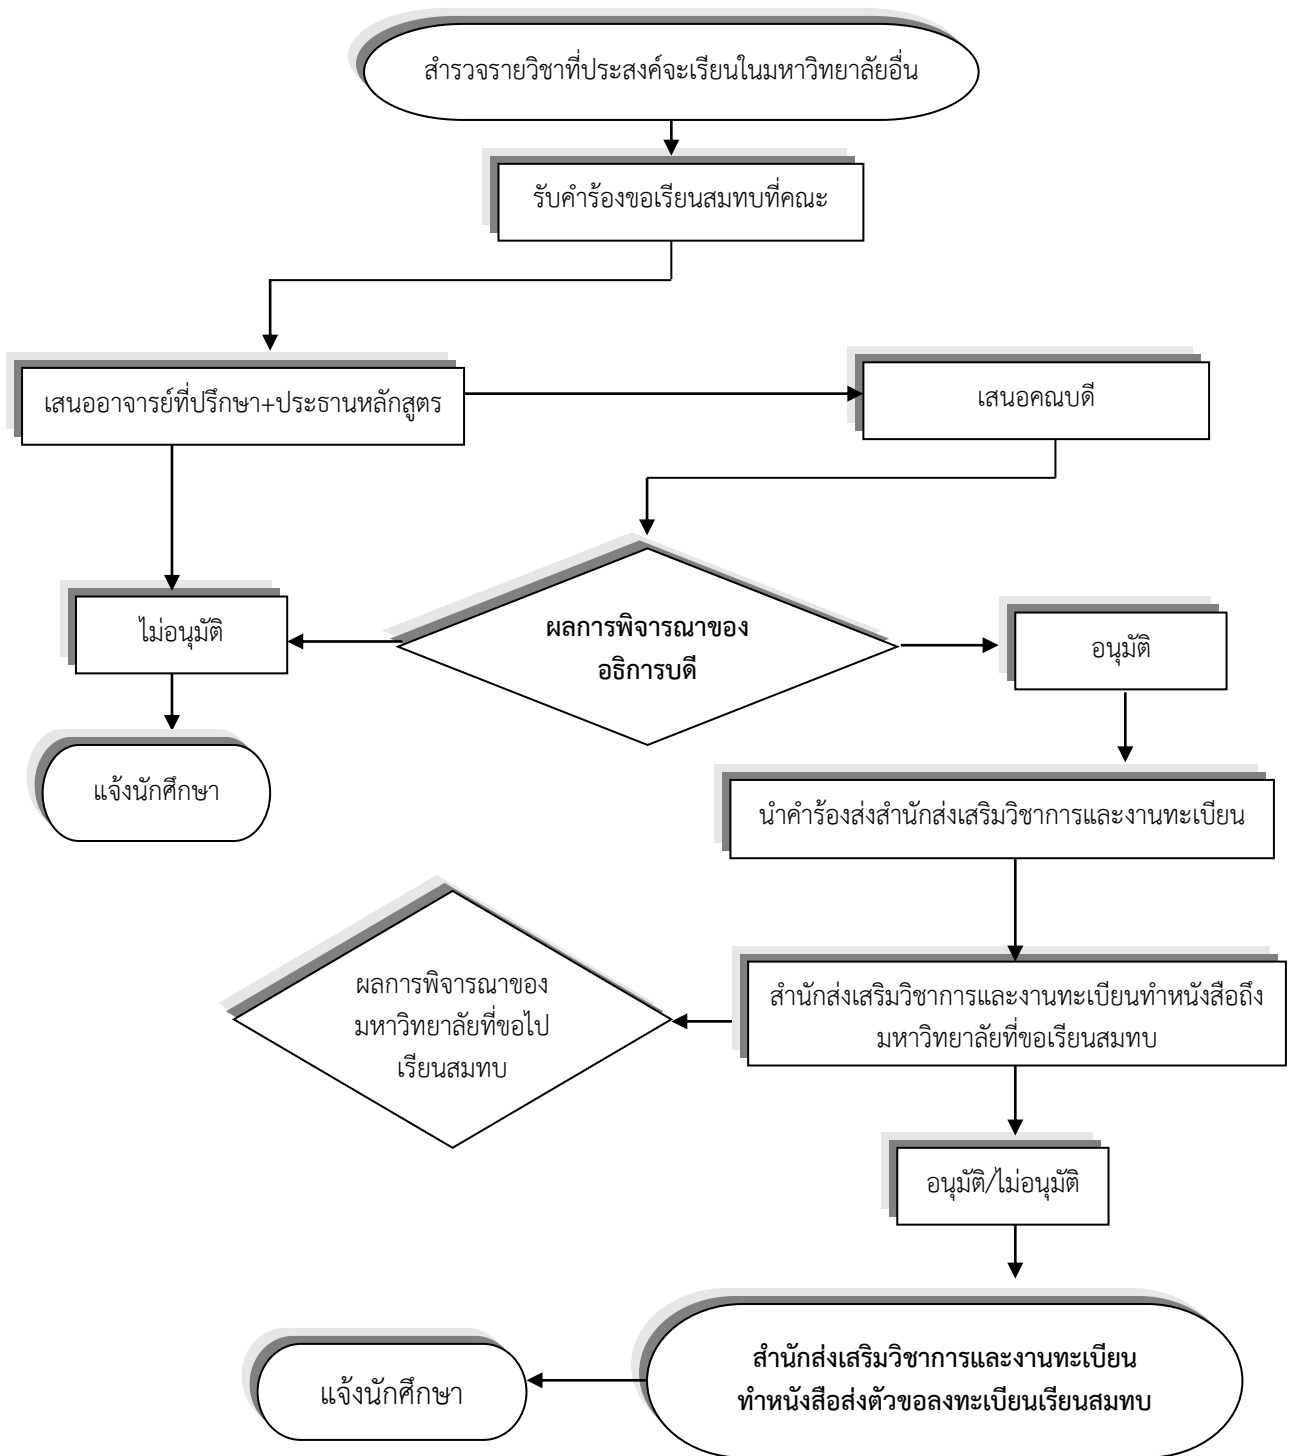 สำรวจรายวิชาที่ประสงค์จะเรียนในมหาวิทยาลัยอื่น
รับคำร้องขอเรียนสมทบที่คณะ
เสนออาจารย์ที่ปรึกษา+ประธานหลักสูตร
เสนอคณบดี
ผลการพิจารณาของ
อธิการบดี
ไม่อนุมัติ
อนุมัติ
แจ้งนักศึกษา
นำคำร้องส่งสำนักส่งเสริมวิชาการและงานทะเบียน
สำนักส่งเสริมวิชาการและงานทะเบียนทำหนังสือถึง
มหาวิทยาลัยที่ขอเรียนสมทบ
ผลการพิจารณาของ
มหาวิทยาลัยที่ขอไป
เรียนสมทบ
อนุมัติ/ไม่อนุมัติ
สำนักส่งเสริมวิชาการและงานทะเบียน
ทำหนังสือส่งตัวขอลงทะเบียนเรียนสมทบ
แจ้งนักศึกษา